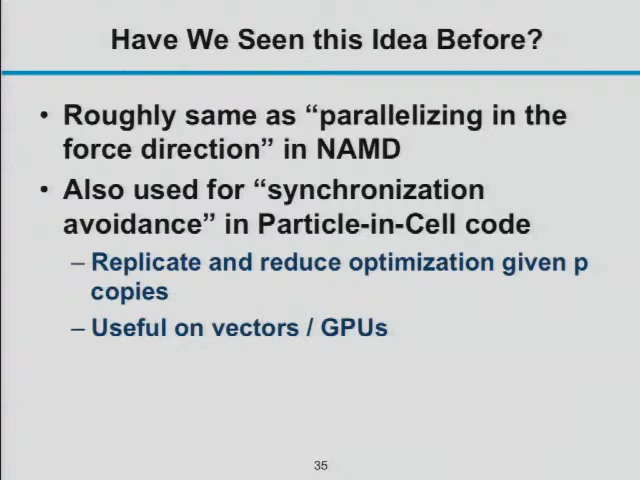 Have We Seen this Idea Before?
• Roughly same as “parallelizing in the
force direction” in NAMD
• Also used for “synchronization
avoidance” in Particle-in-Cell code
– Replicate and reduce optimization given p
copies
– Useful on vectors / GPUs
35